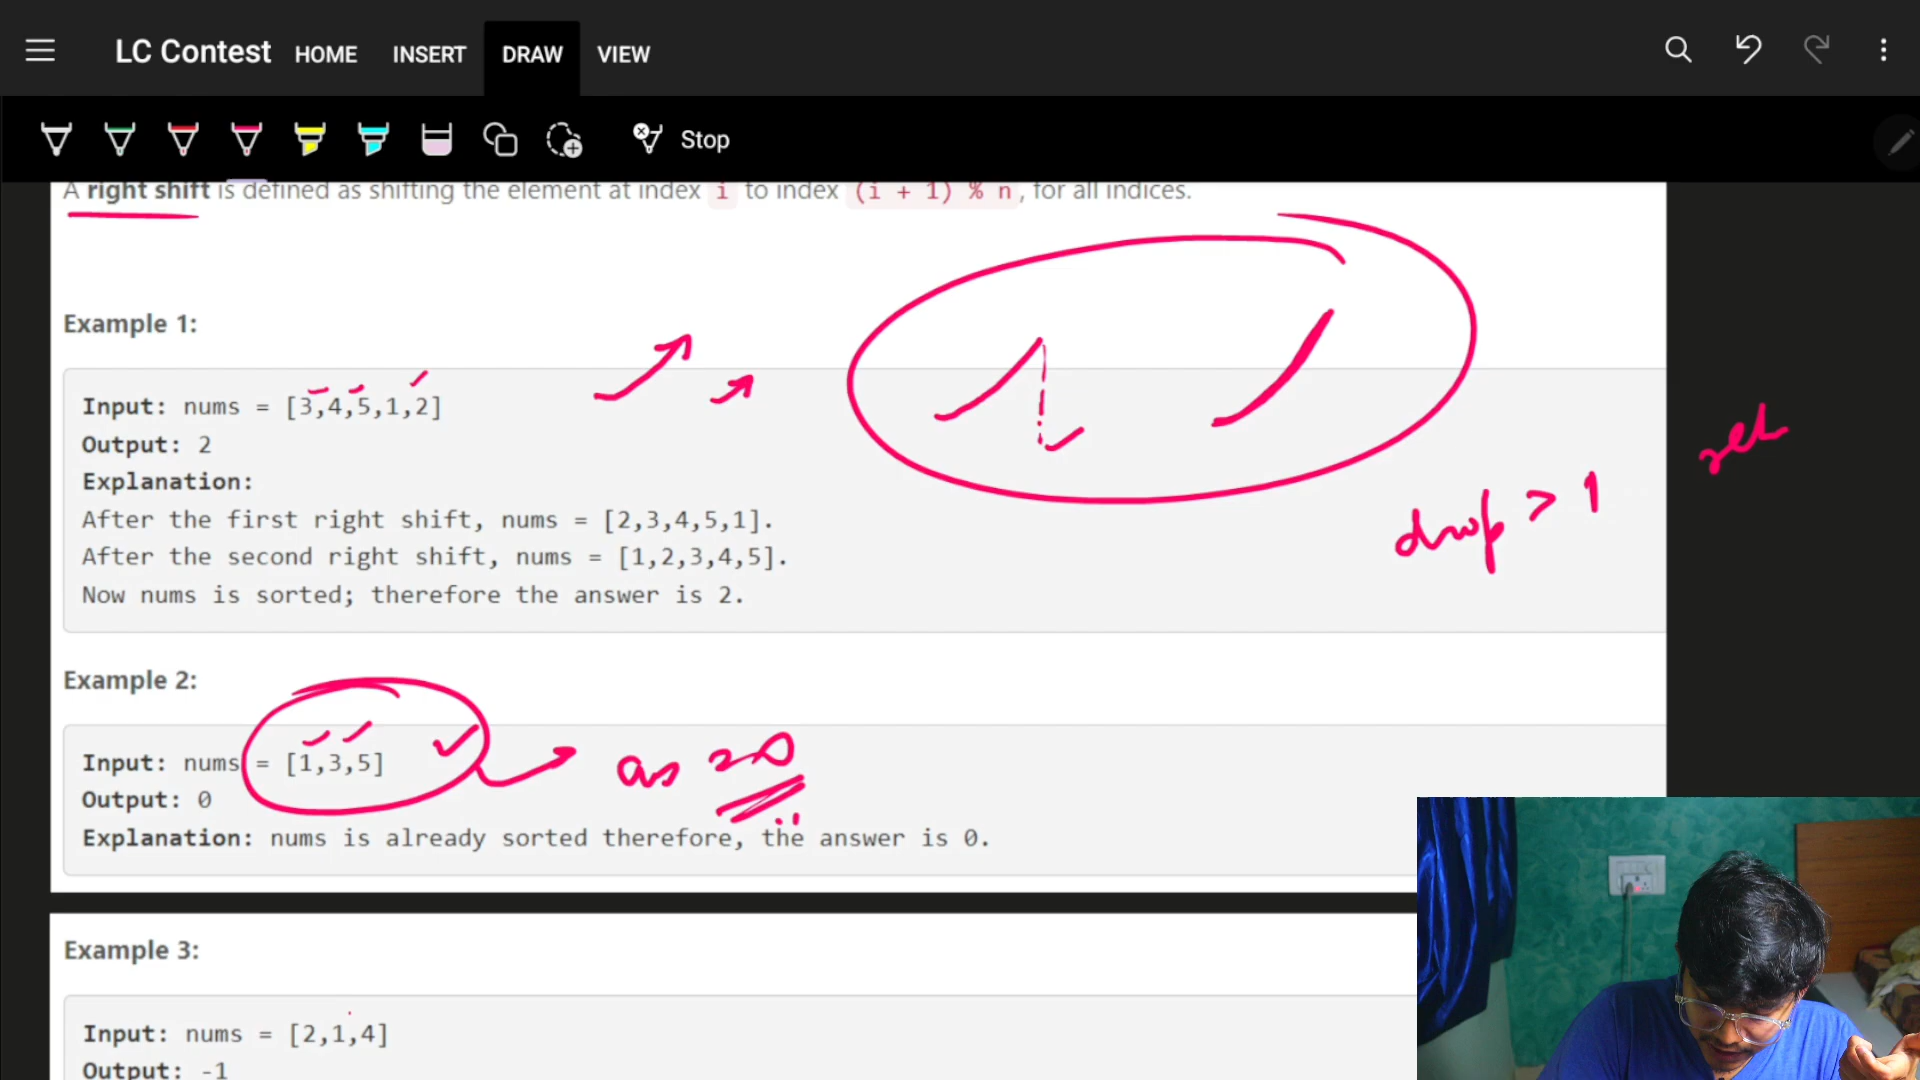 LC Contest HOME INSERT DRAW VIEW
Stop
A right shift is defined as shifting the element at index i to index (i + 1) % n, for all indices.
Example 1:
Input: nums = [3,4,5,1,2]
Output: 2
Explanation:
After the first right shift, nums = [2,3,4,5,1].
After the second right shift, nums = [1,2,3,4,5].
Now nums is sorted; therefore the answer is 2.
drop > 1
Example 2:
Input: nums = [1,3,5]
Output: 0
Explanation: nums is already sorted therefore, the answer is 0.
Example 3:
Input: nums = [2,1,4]
Output: -1